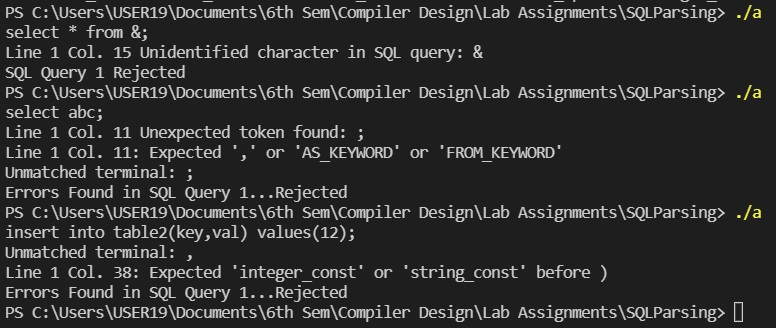 PS C:\Users\USER19\Documents\6th Sem\Compiler Design\Lab Assignments\SQLParsing> ./a
select * from &;
Line 1 Col. 15 Unidentified character in SQL query: &
SQL Query 1 Rejected
PS C:\Users\USER19\Documents\6th Sem\Compiler Design\Lab Assignments\SQLParsing> ./a
select abc;
Line 1 Col. 11 Unexpected token found: ;
Line 1 Col. 11: Expected ',' or 'AS_KEYWORD' or 'FROM_KEYWORD'
Unmatched terminal: ;
Errors Found in SQL Query 1...Rejected
PS C:\Users\USER19\Documents\6th Sem\Compiler Design\Lab Assignments\SQLParsing> ./a
insert into table2(key,val) values(12);
Unmatched terminal: ,
Line 1 Col. 38: Expected 'integer_const' or 'string_const' before )
Errors Found in SQL Query 1...Rejected
PS C:\Users\USER19\Documents\6th Sem\Compiler Design\Lab Assignments\SQLParsing>